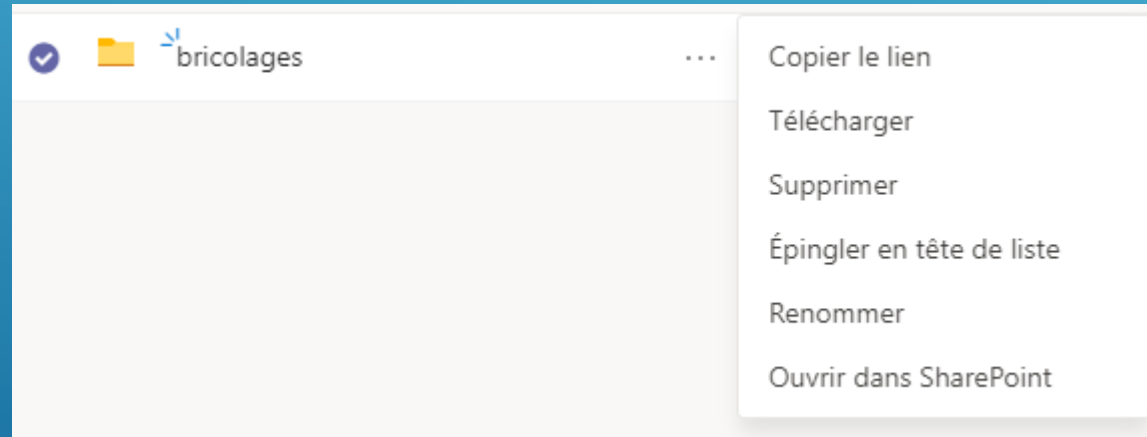 bricolages
...
Copier le lien
Télécharger
Supprimer
Épingler en tête de liste
Renommer
Ouvrir dans SharePoint